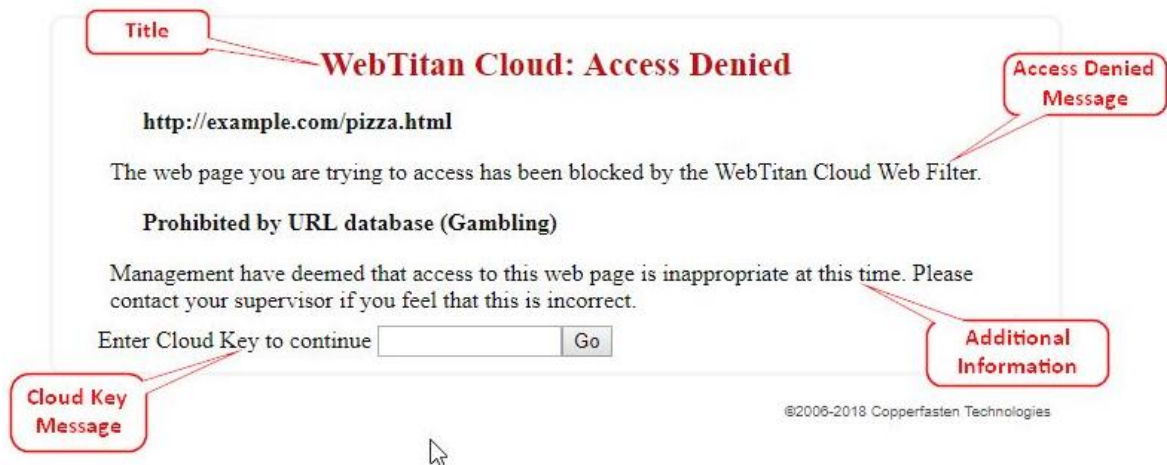 Title
WebTitan Cloud: Access Denied
Access Denied
Message
http://example.com/pizza.html
The web page you are trying to access has been blocked by the WebTitan Cloud Web Filter.
Prohibited by URL database (Gambling)
Management have deemed that access to this web page is inappropriate at this time. Please
contact your supervisor if you feel that this is incorrect.
Enter Cloud Key to continue Go
Additional
Information
Cloud Key
Message
©2006-2018 Copperfasten Technologies